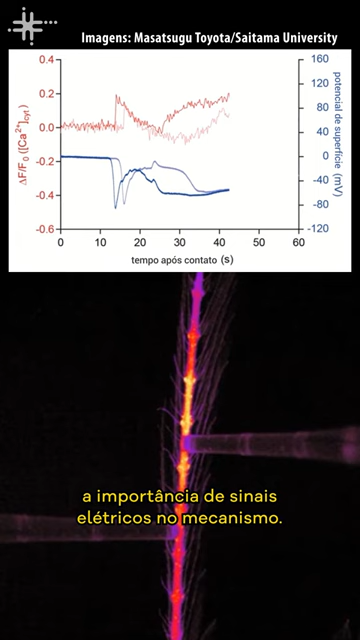 Imagens: Masatsugu Toyota/Saitama University
0.4
0.2
0.0
-0.2
-0.4
-0.6
ΔF/F₀ ([Ca²⁺]cyt)
160
120
80
40
0
-40
-80
-120
potencial de superfície (mV)
0 10 20 30 40 50 60
tempo após contato (s)
a importância de sinais
elétricos no mecanismo.